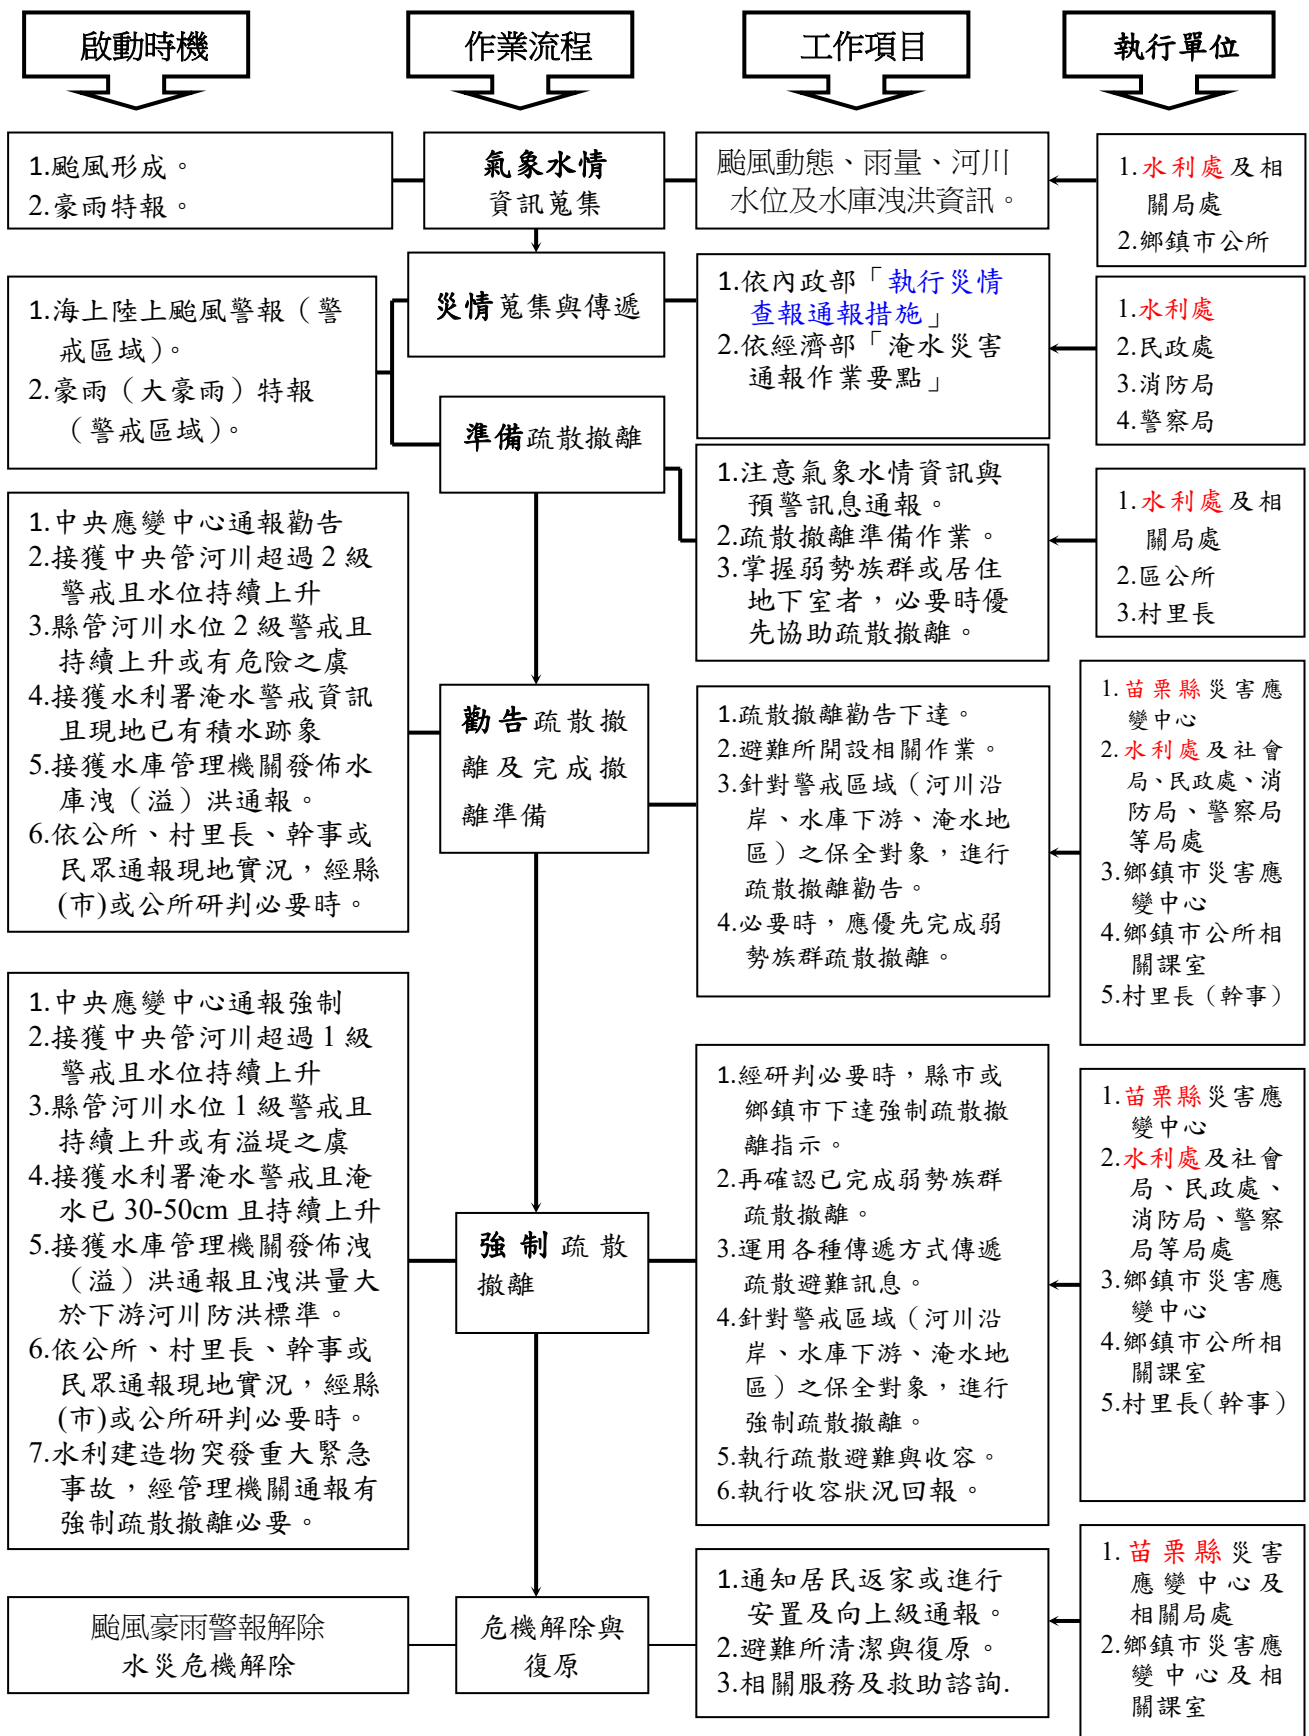 啟動時機
作業流程
工作項目
執行單位
1.颱風形成。
2.豪雨特報。
氣象水情
資訊蒐集
颱風動態、雨量、河川
水位及水庫洩洪資訊。
1.水利處及相
關局處
2.鄉鎮市公所
1.海上陸上颱風警報（警
戒區域）。
2.豪雨（大豪雨）特報
（警戒區域）。
災情蒐集與傳遞
1.依內政部「執行災情
查報通報措施」
2.依經濟部「淹水災害
通報作業要點」
1.水利處
2.民政處
3.消防局
4.警察局
準備疏散撤離
1.注意氣象水情資訊與
預警訊息通報。
2.疏散撤離準備作業。
3.掌握弱勢族群或居住
地下室者，必要時優
先協助疏散撤離。
1.水利處及相
關局處
2.區公所
3.村里長
1.中央應變中心通報勸告
2.接獲中央管河川超過2級
警戒且水位持續上升
3.縣管河川水位2級警戒且
持續上升或有危險之虞
4.接獲水利署淹水警戒資訊
且現地已有積水跡象
5.接獲水庫管理機關發佈水
庫洩（溢）洪通報。
6.依公所、村里長、幹事或
民眾通報現地實況，經縣
(市)或公所研判必要時。
勸告疏散撤
離及完成撤
離準備
1.疏散撤離勸告下達。
2.避難所開設相關作業。
3.針對警戒區域（河川沿
岸、水庫下游、淹水地
區）之保全對象，進行
疏散撤離勸告。
4.必要時，應優先完成弱
勢族群疏散撤離。
1.苗栗縣災害應
變中心
2.水利處及社會
局、民政處、消
防局、警察局
等局處
3.鄉鎮市災害應
變中心
4.鄉鎮市公所相
關課室
5.村里長（幹事）
1.中央應變中心通報強制
2.接獲中央管河川超過1級
警戒且水位持續上升
3.縣管河川水位1級警戒且
持續上升或有溢堤之虞
4.接獲水利署淹水警戒且淹
水已30-50cm且持續上升
5.接獲水庫管理機關發佈洩
（溢）洪通報且洩洪量大
於下游河川防洪標準。
6.依公所、村里長、幹事或
民眾通報現地實況，經縣
(市)或公所研判必要時。
7.水利建造物突發重大緊急
事故，經管理機關通報有
強制疏散撤離必要。
強制疏散
撤離
1.經研判必要時，縣市或
鄉鎮市下達強制疏散撤
離指示。
2.再確認已完成弱勢族群
疏散撤離。
3.運用各種傳遞方式傳遞
疏散避難訊息。
4.針對警戒區域（河川沿
岸、水庫下游、淹水地
區）之保全對象，進行
強制疏散撤離。
5.執行疏散避難與收容。
6.執行收容狀況回報。
1.苗栗縣災害應
變中心
2.水利處及社會
局、民政處、
消防局、警察
局等局處
3.鄉鎮市災害應
變中心
4.鄉鎮市公所相
關課室
5.村里長(幹事)
颱風豪雨警報解除
水災危機解除
危機解除與
復原
1.通知居民返家或進行
安置及向上級通報。
2.避難所清潔與復原。
3.相關服務及救助諮詢.
1.苗栗縣災害
應變中心及
相關局處
2.鄉鎮市災害應
變中心及相
關課室